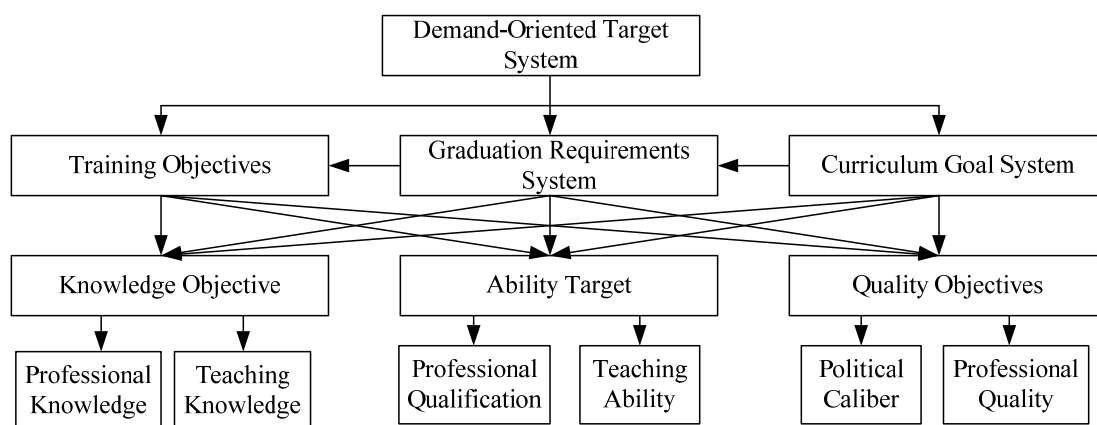 Demand-Oriented Target
System
Training Objectives
Graduation Requirements
System
Curriculum Goal System
Knowledge Objective
Ability Target
Quality Objectives
Professional
Knowledge
Teaching
Knowledge
Professional
Qualification
Teaching
Ability
Political
Caliber
Professional
Quality